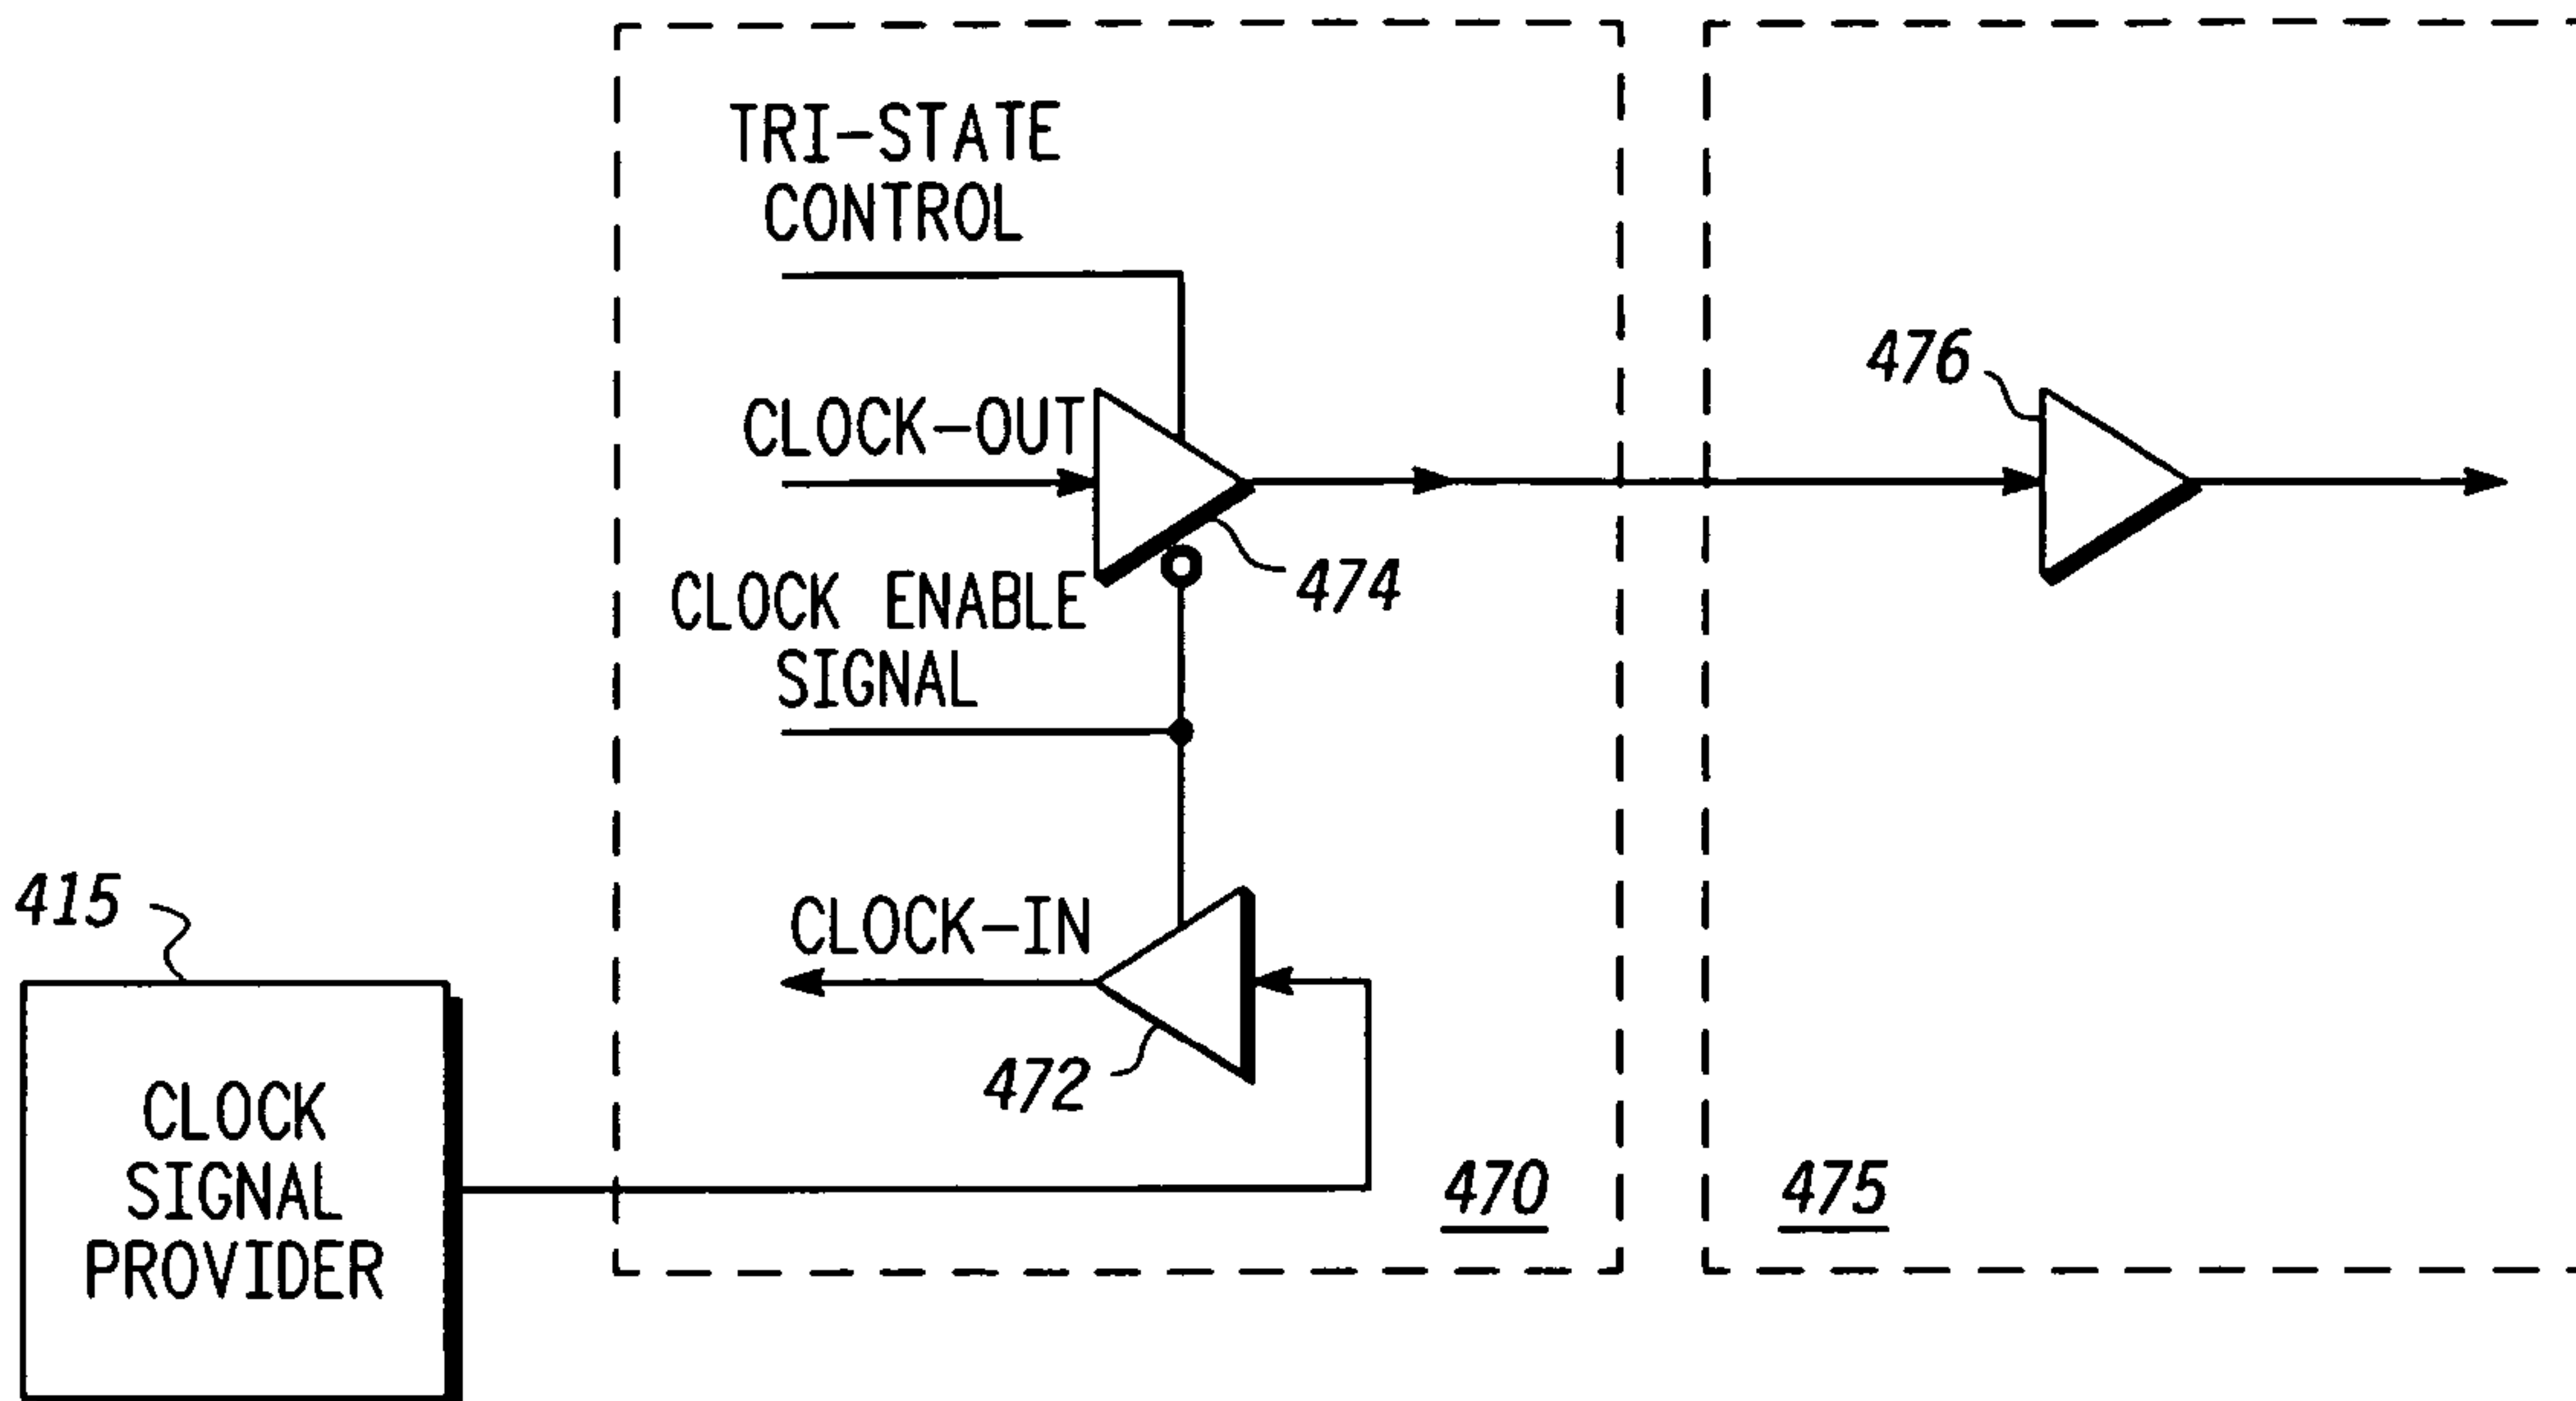 TRI-STATE
CONTROL
CLOCK-OUT
476
474
CLOCK ENABLE
SIGNAL
415
CLOCK-IN
472
CLOCK
SIGNAL
PROVIDER
470
475